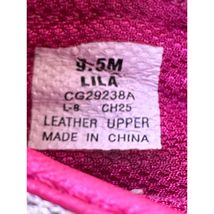 9.5M
LILA
CG29238A
L-8 CH25
LEATHER UPPER
MADE IN CHINA